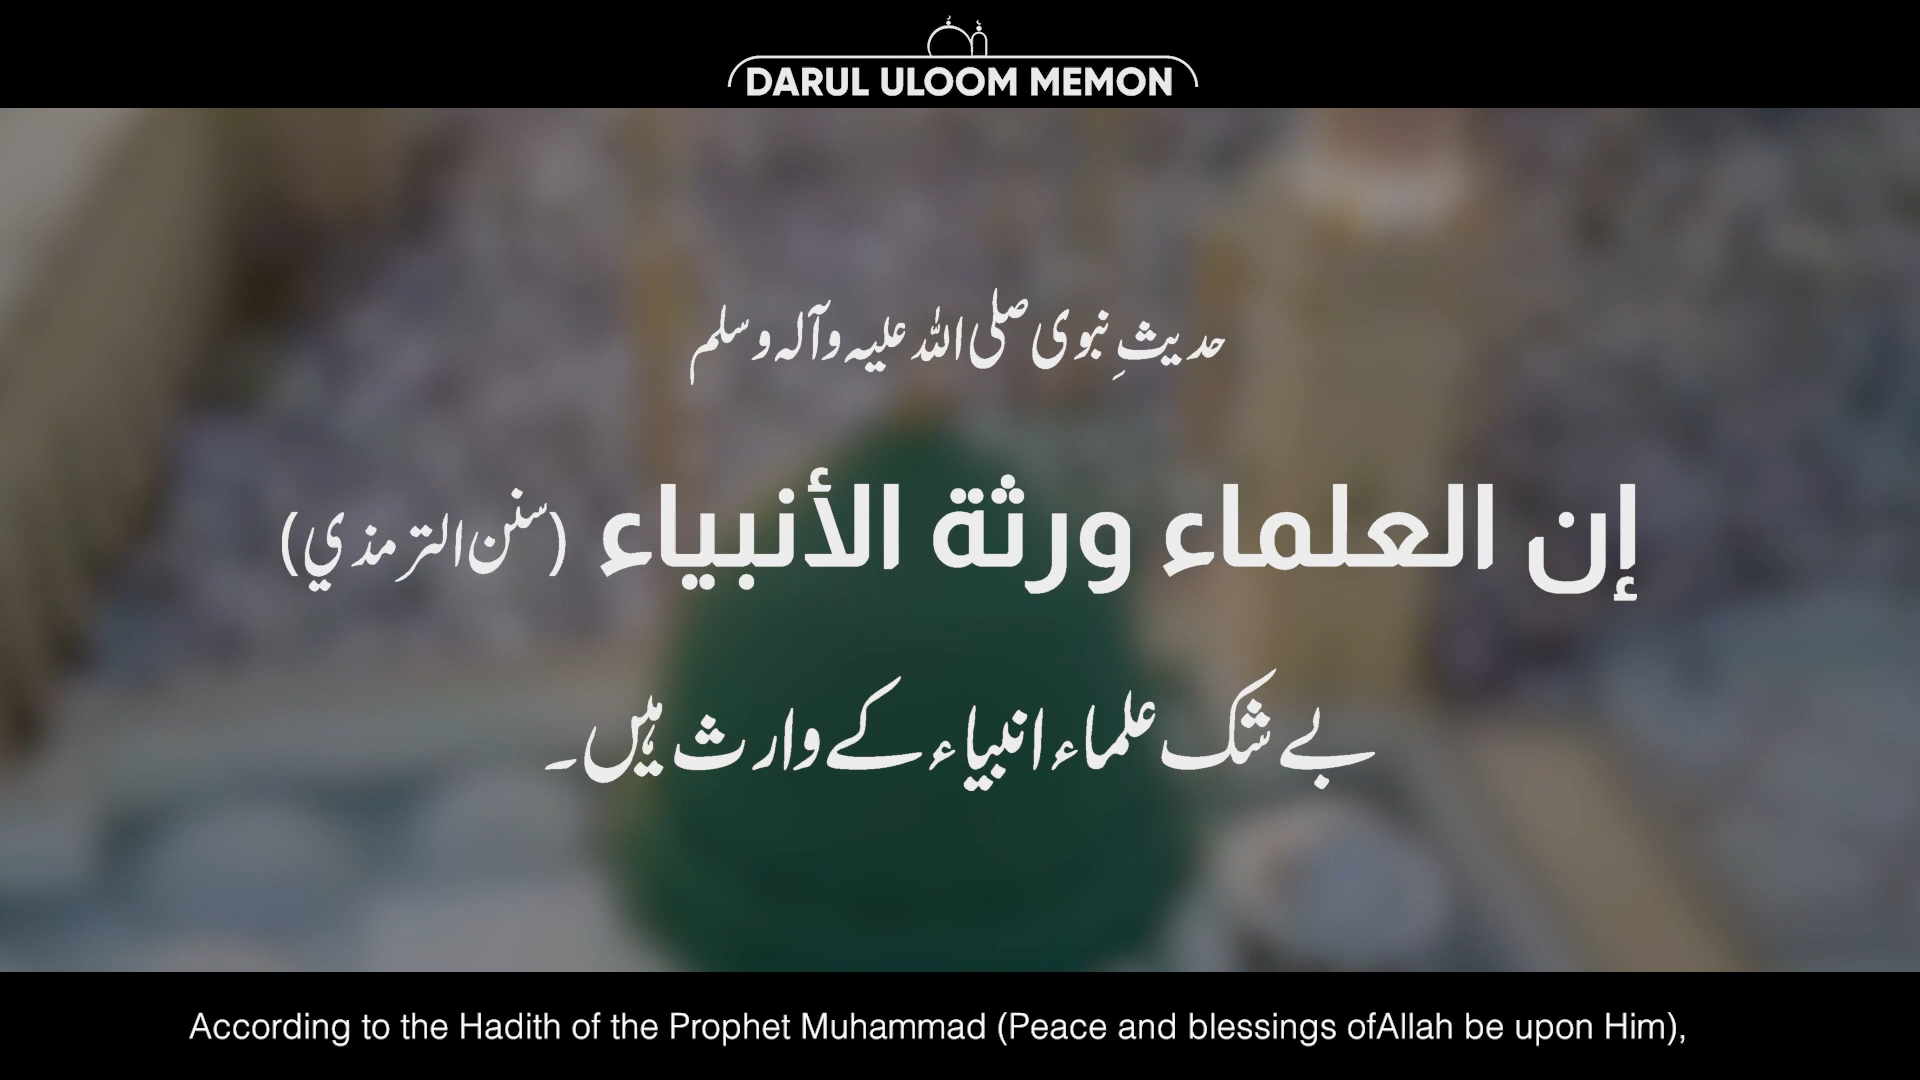 DARUL ULOOM MEMON
حدیثِ نبوی صلی اللہ علیہ وآلہ وسلم
إن العلماء ورثة الأنبياء (سنن الترمذي)
بے شک علماء انبیاء کے وارث ہیں۔
According to the Hadith of the Prophet Muhammad (Peace and blessings ofAllah be upon Him),